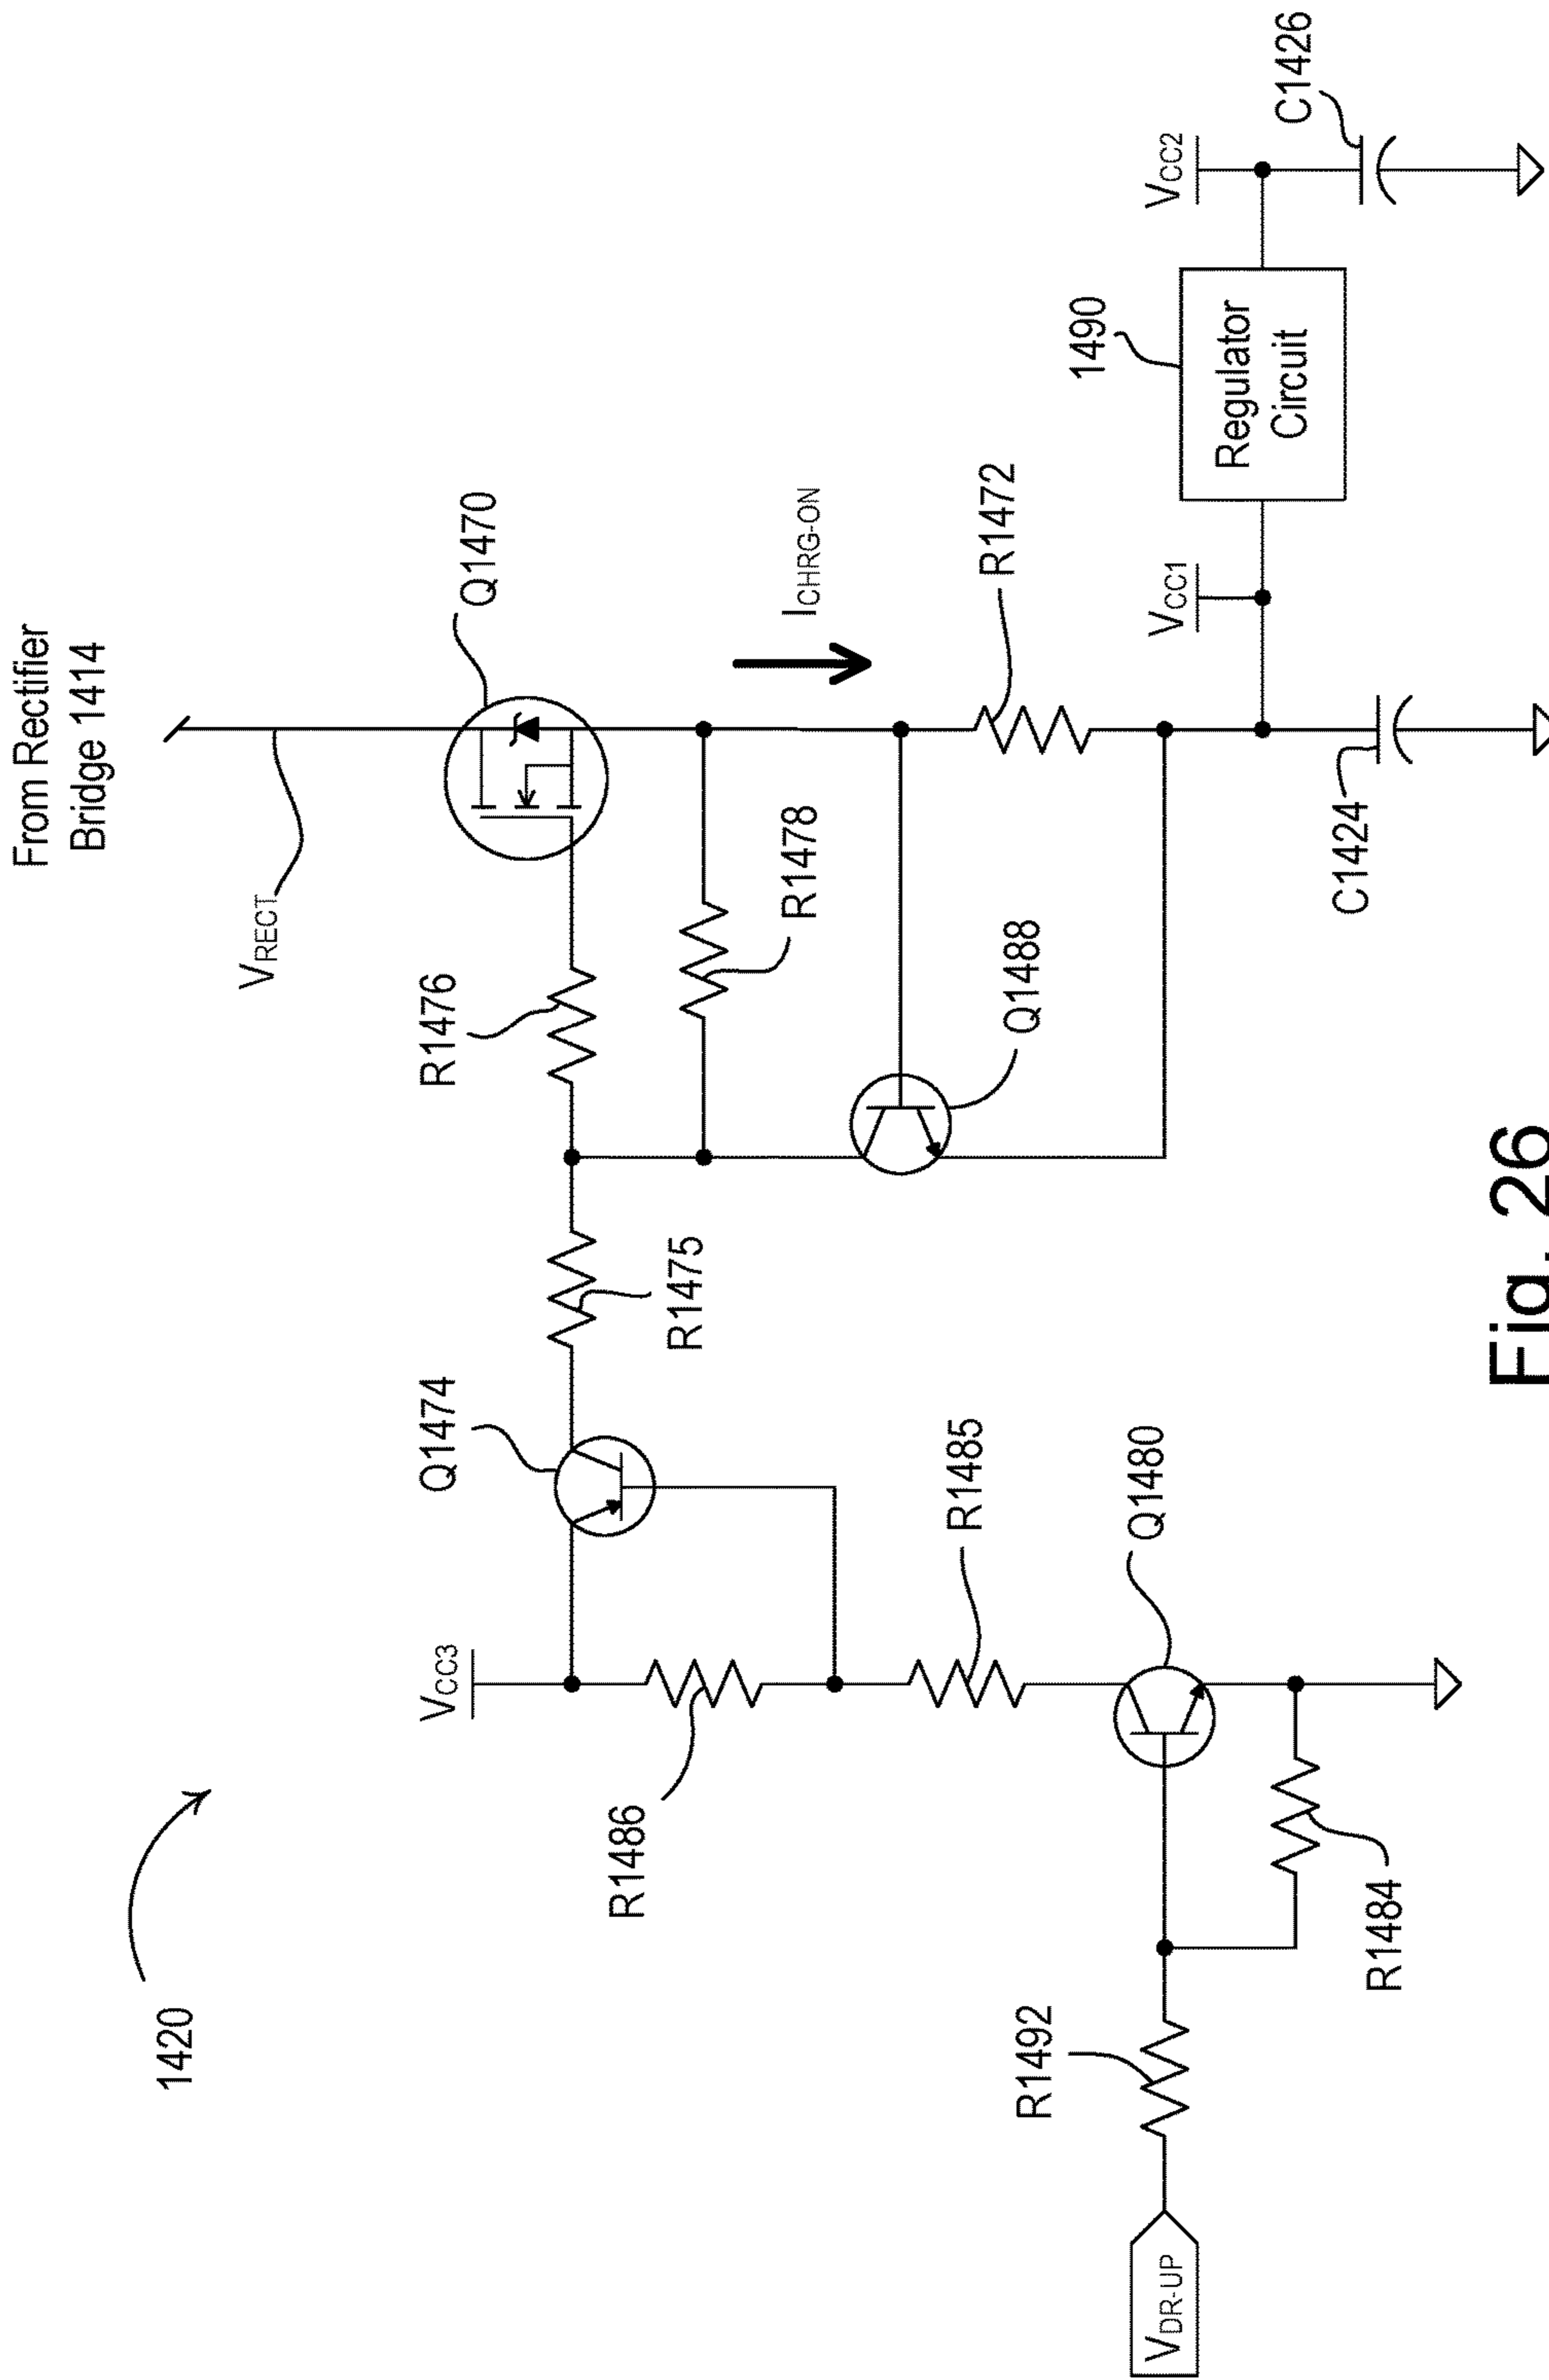 1420
From Rectifier
Bridge 1414
VRECT
Q1470
R1476
VCC3
Q1474
R1475
R1478
ICHRG-ON
R1486
R1485
Q1488
R1472
Q1480
R1492
VDR-UP
R1484
VCC1
1490
Regulator
Circuit
VCC2
C1424
C1426
Fig. 26